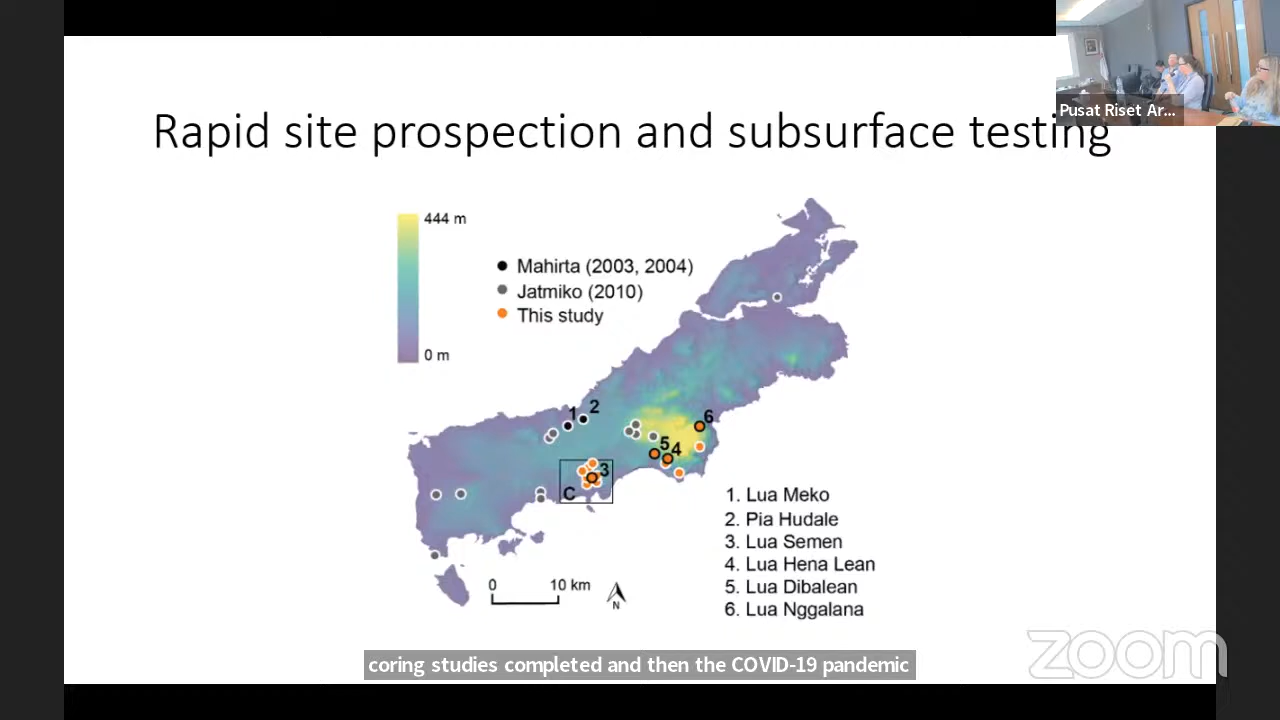 Pusat Riset Ar...
Rapid site prospection and subsurface testing
444 m
0 m
Mahirta (2003, 2004)
Jatmiko (2010)
This study
1
2
6
5
4
3
C
1. Lua Meko
2. Pia Hudale
3. Lua Semen
4. Lua Hena Lean
5. Lua Dibalean
6. Lua Nggalana
0 10 km
N
zoom
coring studies completed and then the COVID-19 pandemic